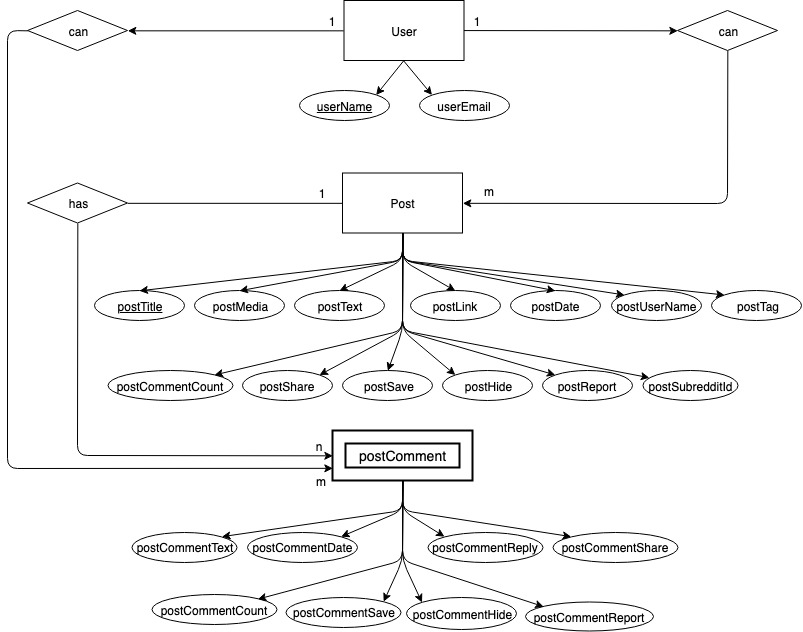 can
1
User
1
can
userName
userEmail
has
1
Post
m
postTitle
postMedia
postText
postLink
postDate
postUserName
postTag
postCommentCount
postShare
postSave
postHide
postReport
postSubredditId
n
postComment
m
postCommentText
postCommentDate
postCommentReply
postCommentShare
postCommentCount
postCommentSave
postCommentHide
postCommentReport